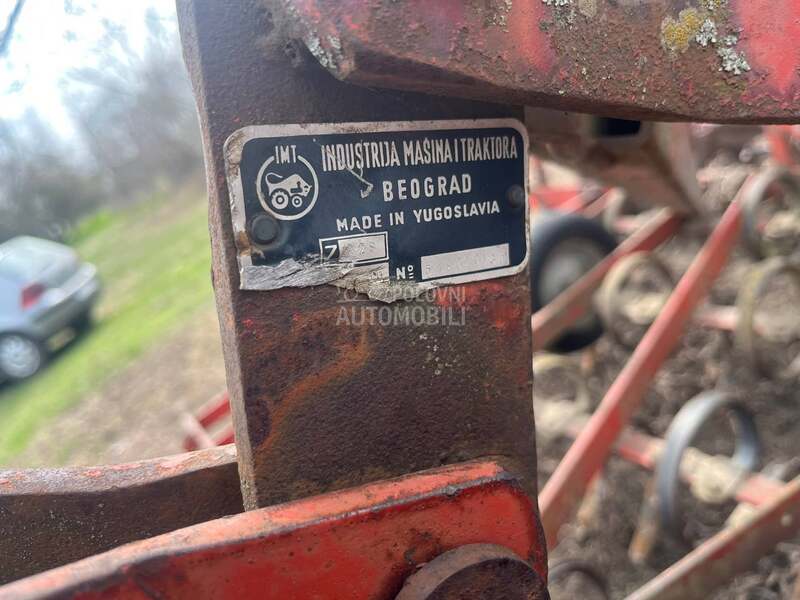 IMT
INDUSTRIJA MAŠINA I TRAKTORA
BEOGRAD
MADE IN YUGOSLAVIA
No
POLOVNI
AUTOMOBILI